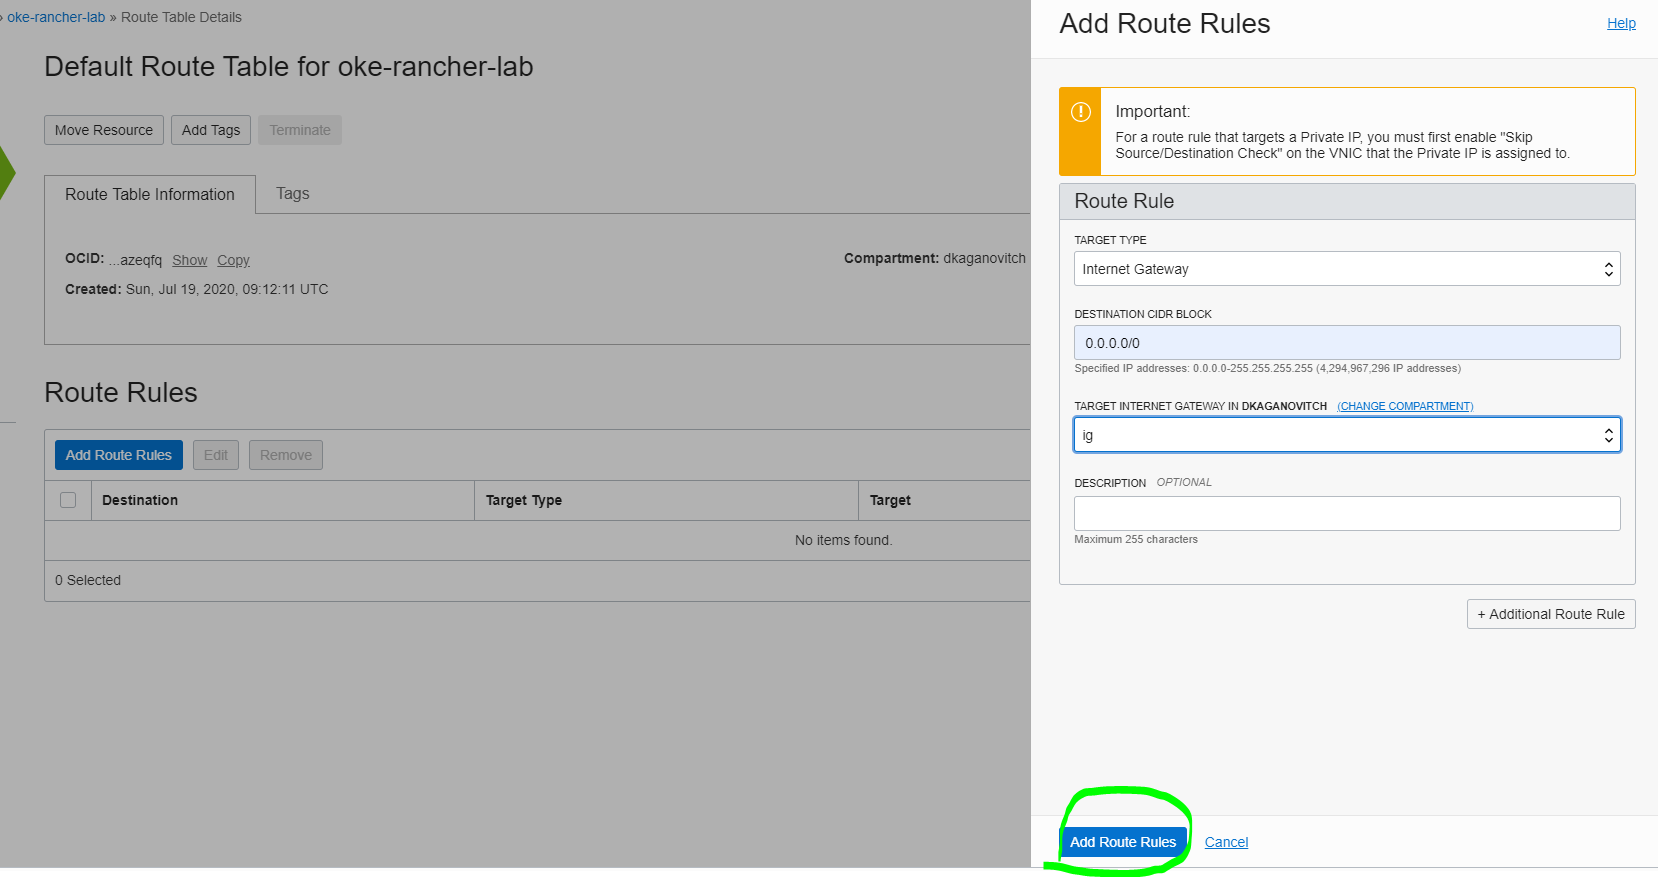 » oke-rancher-lab » Route Table Details
Default Route Table for oke-rancher-lab
Move Resource Add Tags Terminate
Route Table Information Tags
OCID: ...azeqfq Show Copy
Compartment: dkaganovitch
Created: Sun, Jul 19, 2020, 09:12:11 UTC
Route Rules
Add Route Rules Edit Remove
Destination Target Type Target
No items found.
0 Selected
Add Route Rules
Help
Important:
For a route rule that targets a Private IP, you must first enable "Skip
Source/Destination Check" on the VNIC that the Private IP is assigned to.
Route Rule
TARGET TYPE
Internet Gateway
DESTINATION CIDR BLOCK
0.0.0.0/0
Specified IP addresses: 0.0.0.0-255.255.255.255 (4,294,967,296 IP addresses)
TARGET INTERNET GATEWAY IN DKAGANOVITCH (CHANGE COMPARTMENT)
ig
DESCRIPTION OPTIONAL
Maximum 255 characters
+ Additional Route Rule
Add Route Rules Cancel